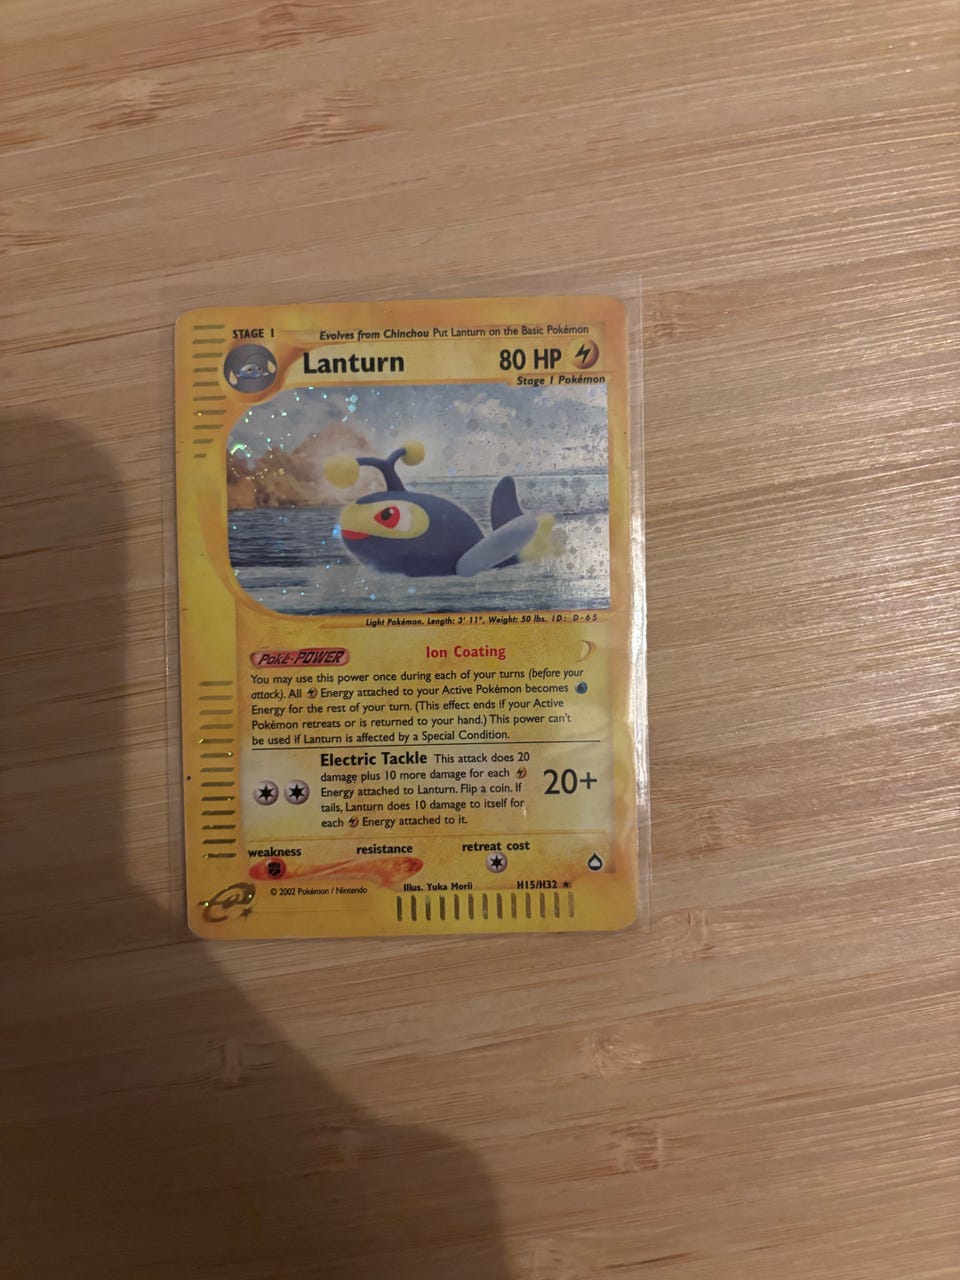 STAGE 1
Evolves from Chinchou Put Lanturn on the Basic Pokémon
Lanturn 80 HP
Stage 1 Pokémon
Light Pokémon. Length: 3' 11", Weight: 50 lbs. ID: D-65
Poké-POWER Ion Coating
You may use this power once during each of your turns (before your
attack). All Energy attached to your Active Pokémon becomes
Energy for the rest of your turn. (This effect ends if your Active
Pokémon retreats or is returned to your hand.) This power can't
be used if Lanturn is affected by a Special Condition.
Electric Tackle This attack does 20
damage plus 10 more damage for each
Energy attached to Lanturn. Flip a coin. If
tails, Lanturn does 10 damage to itself for
each Energy attached to it.
20+
weakness resistance retreat cost
© 2002 Pokémon / Nintendo Illus. Yuka Morii H15/H32 ★
e